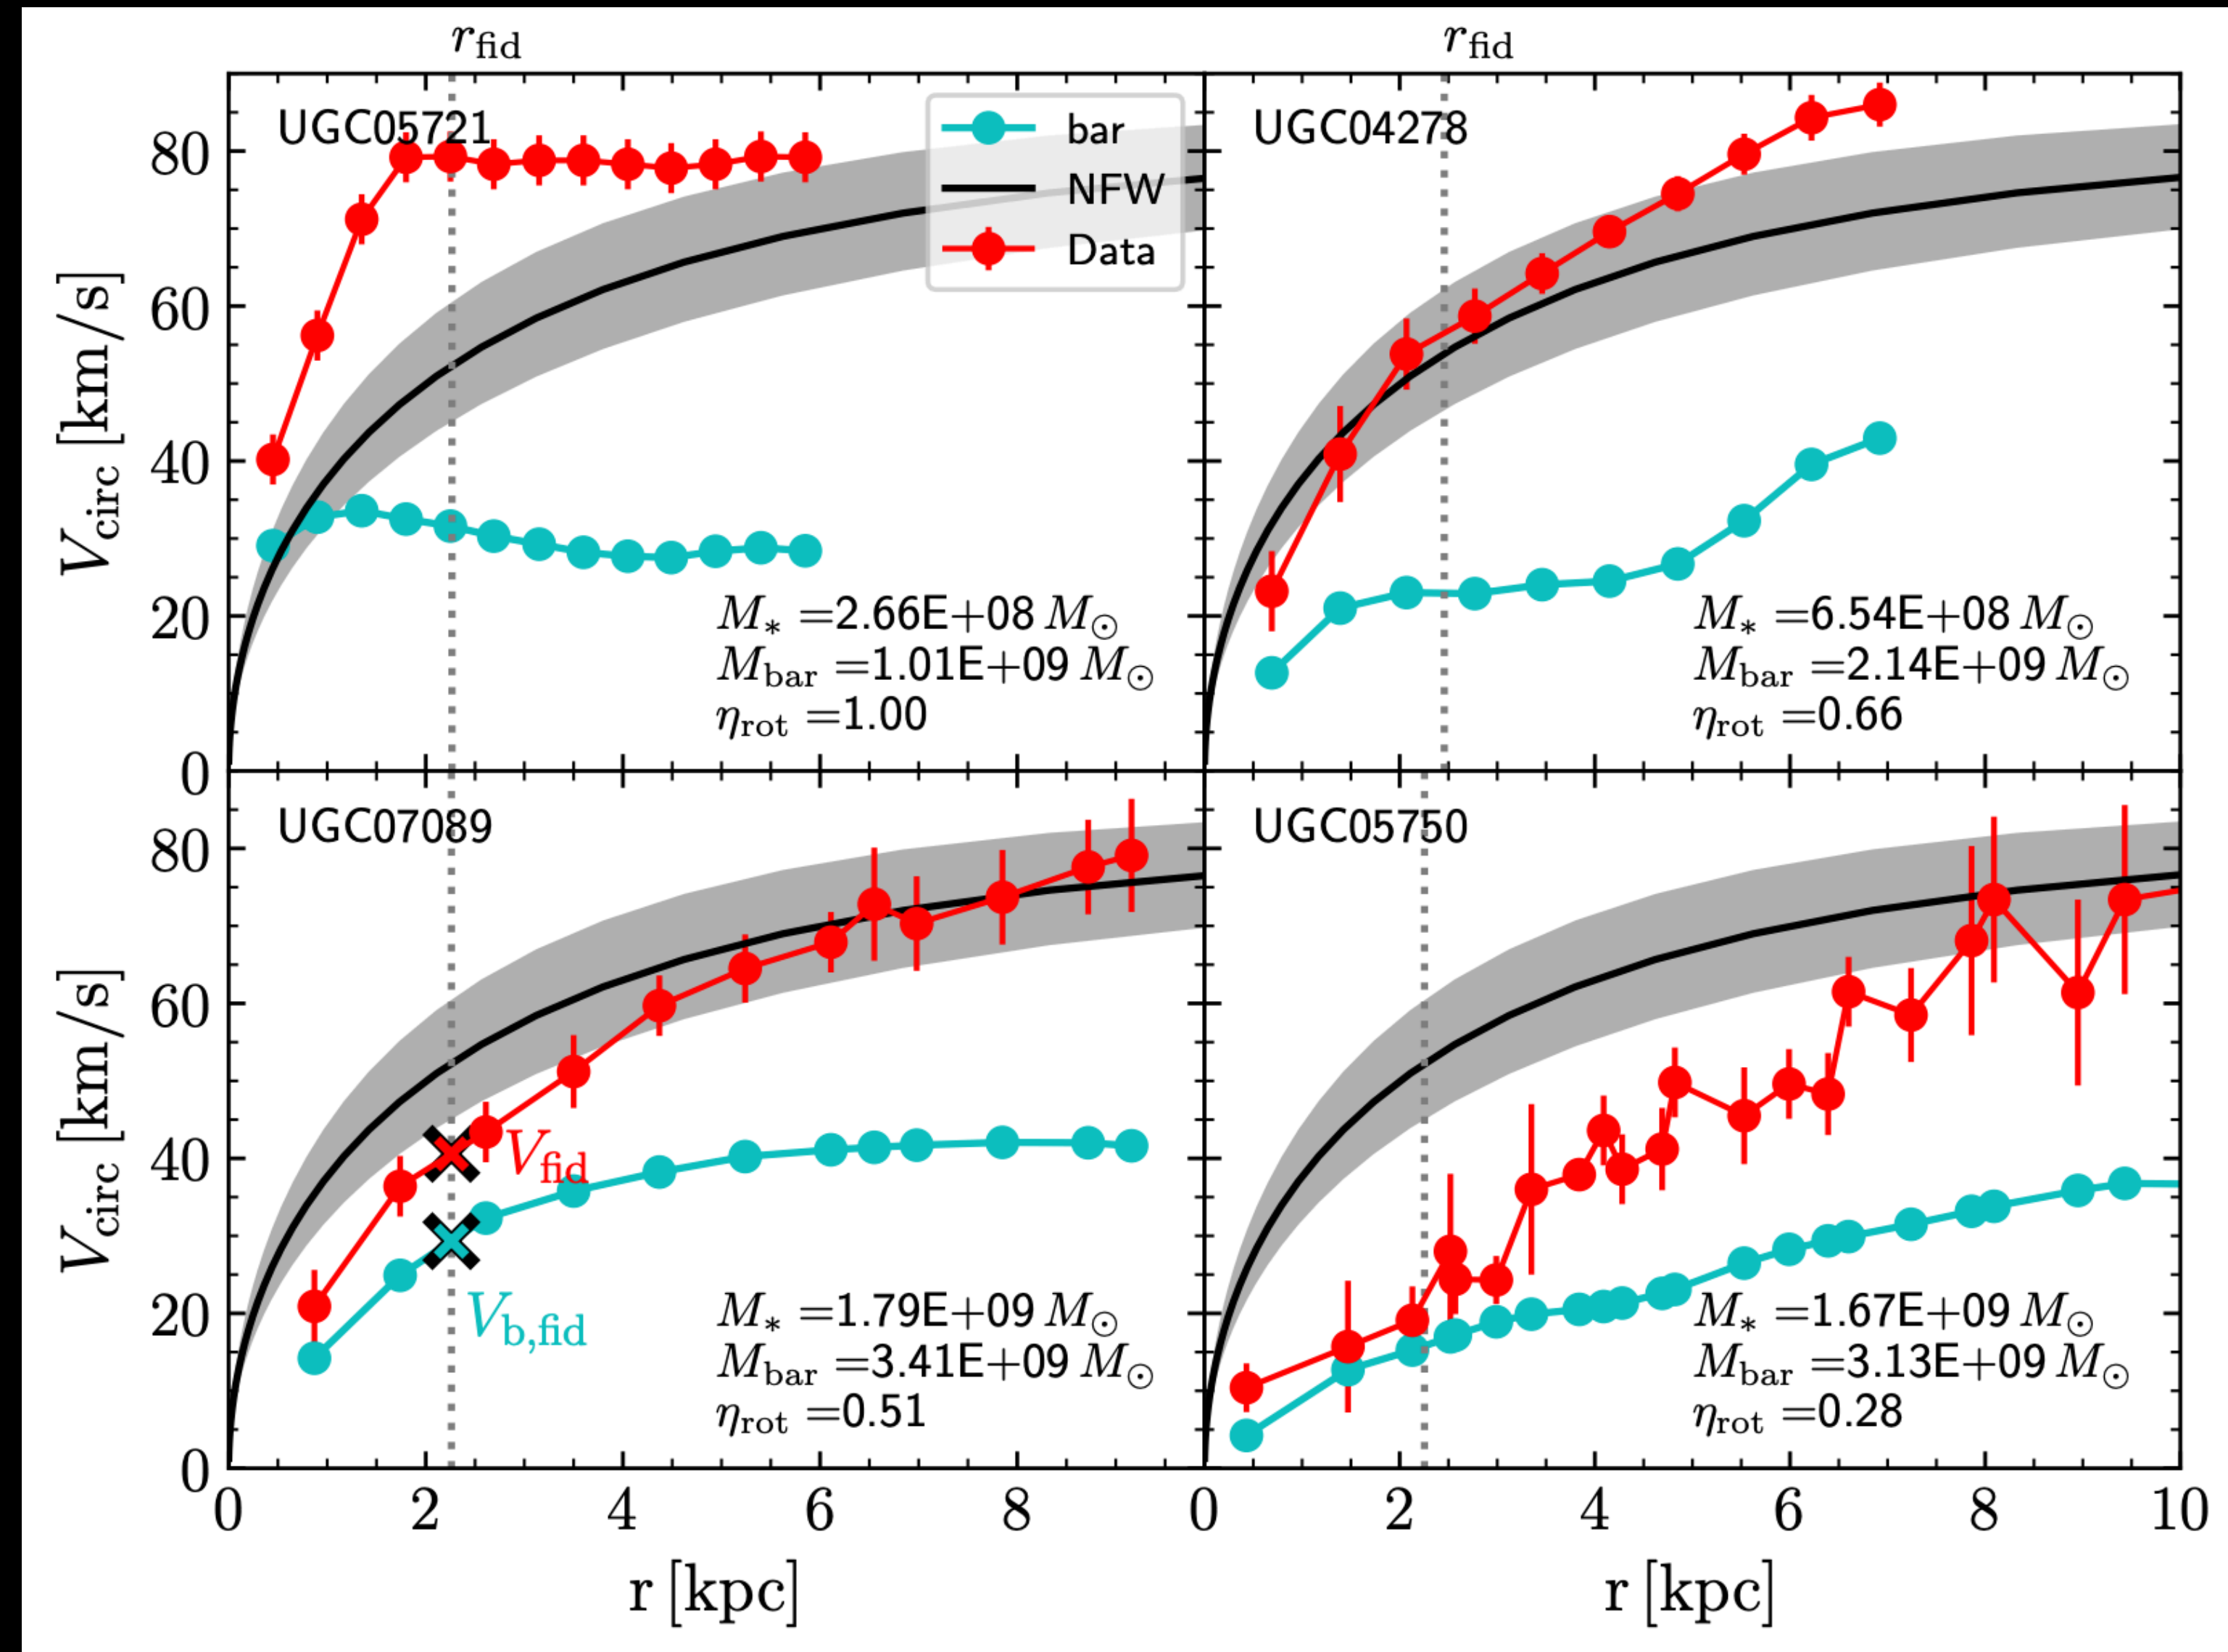 r_fid r_fid
UGC05721
bar
NFW
Data
M_* =2.66E+08 M_⊙
M_bar =1.01E+09 M_⊙
η_rot =1.00
V_circ [km/s]
80
60
40
20
0
UGC04278
M_* =6.54E+08 M_⊙
M_bar =2.14E+09 M_⊙
η_rot =0.66
UGC07089
V_fid
V_b,fid
M_* =1.79E+09 M_⊙
M_bar =3.41E+09 M_⊙
η_rot =0.51
V_circ [km/s]
80
60
40
20
0
UGC05750
M_* =1.67E+09 M_⊙
M_bar =3.13E+09 M_⊙
η_rot =0.28
0 2 4 6 8 0 2 4 6 8 10
r [kpc] r [kpc]